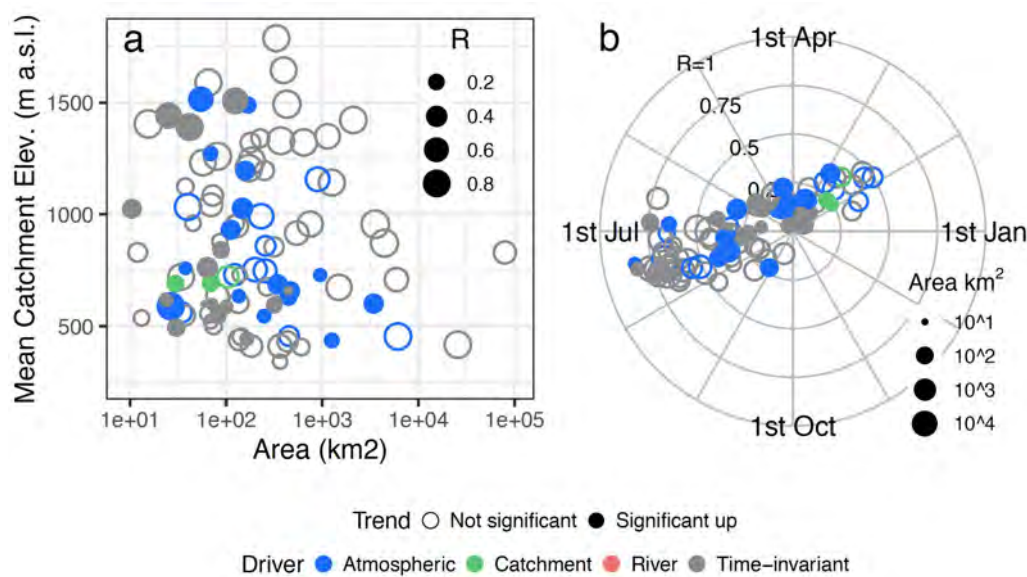 a
R
0.2
0.4
0.6
0.8
1500
1000
500
Mean Catchment Elev. (m a.s.l.)
1e+01
1e+02
1e+03
1e+04
1e+05
Area (km2)
b
1st Apr
R=1
0.75
0.5
1st Jul
1st Jan
1st Oct
Area km²
10^1
10^2
10^3
10^4
Trend Not significant Significant up
Driver Atmospheric Catchment River Time−invariant